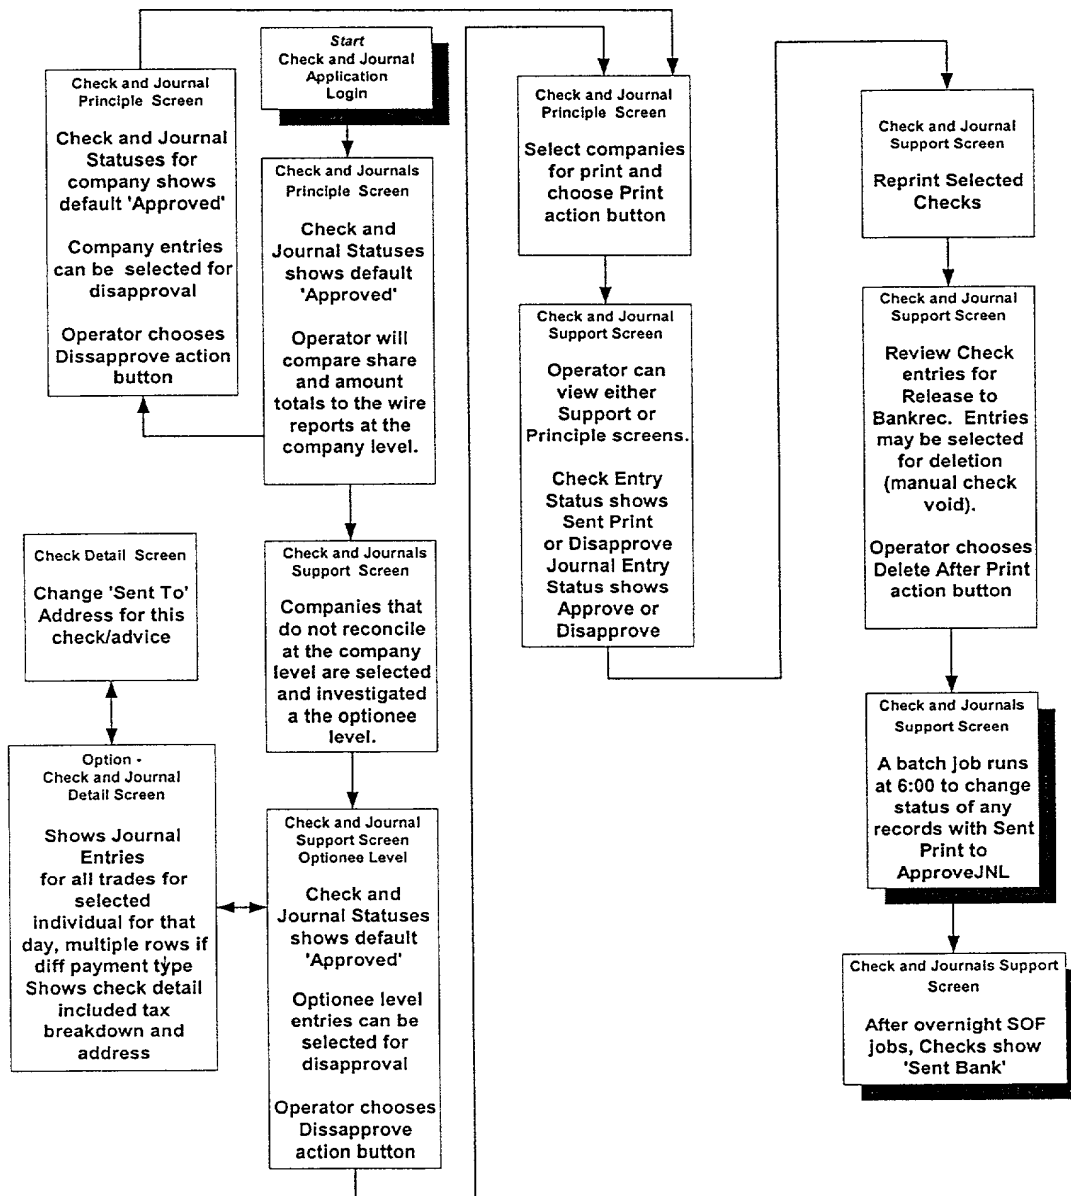 Start
Check and Journal
Application
Login
Check and Journal
Principle Screen
Check and Journal
Statuses for
company shows
default 'Approved'
Company entries
can be selected for
disapproval
Operator chooses
Dissapprove action
button
Check and Journals
Principle Screen
Check and
Journal Statuses
shows default
'Approved'
Operator will
compare share
and amount
totals to the wire
reports at the
company level.
Check and Journals
Support Screen
Companies that
do not reconcile
at the company
level are selected
and investigated
a the optionee
level.
Check Detail Screen
Change 'Sent To'
Address for this
check/advice
Option -
Check and Journal
Detail Screen
Shows Journal
Entries
for all trades for
selected
individual for that
day, multiple rows if
diff payment type
Shows check detail
included tax
breakdown and
address
Check and Journal
Support Screen
Optionee Level
Check and
Journal Statuses
shows default
'Approved'
Optionee level
entries can be
selected for
disapproval
Operator chooses
Dissapprove
action button
Check and Journal
Principle Screen
Select companies
for print and
choose Print
action button
Check and Journal
Support Screen
Operator can
view either
Support or
Principle screens.
Check Entry
Status shows
Sent Print
or Disapprove
Journal Entry
Status shows
Approve or
Disapprove
Check and Journal
Support Screen
Reprint Selected
Checks
Check and Journal
Support Screen
Review Check
entries for
Release to
Bankrec. Entries
may be selected
for deletion
(manual check
void).
Operator chooses
Delete After Print
action button
Check and Journals
Support Screen
A batch job runs
at 6:00 to change
status of any
records with Sent
Print to
ApproveJNL
Check and Journals Support
Screen
After overnight SOF
jobs, Checks show
'Sent Bank'